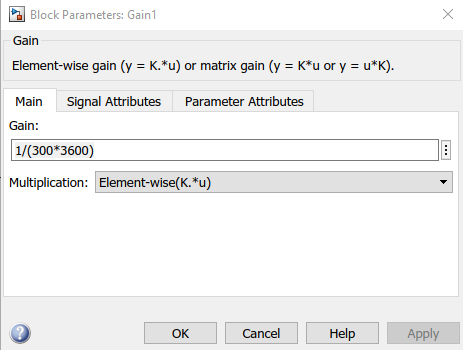 Block Parameters: Gain1
Gain
Element-wise gain (y = K.*u) or matrix gain (y = K*u or y = u*K).
Main Signal Attributes Parameter Attributes
Gain:
1/(300*3600)
Multiplication: Element-wise(K.*u)
? OK Cancel Help Apply